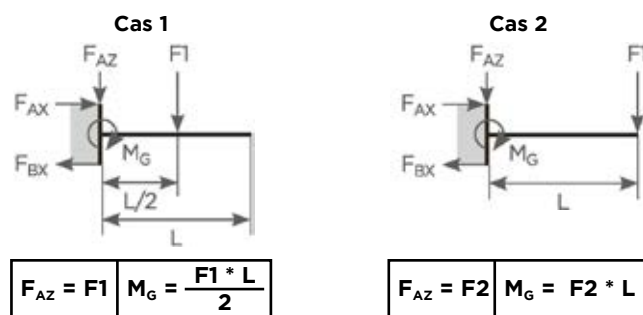 Cas 1
F_AZ F1
F_AX
M_G
F_BX
L/2
L
F_AZ = F1 M_G = F1 * L
2
Cas 2
F_AZ F1
F_AX
M_G
F_BX
L
F_AZ = F2 M_G = F2 * L